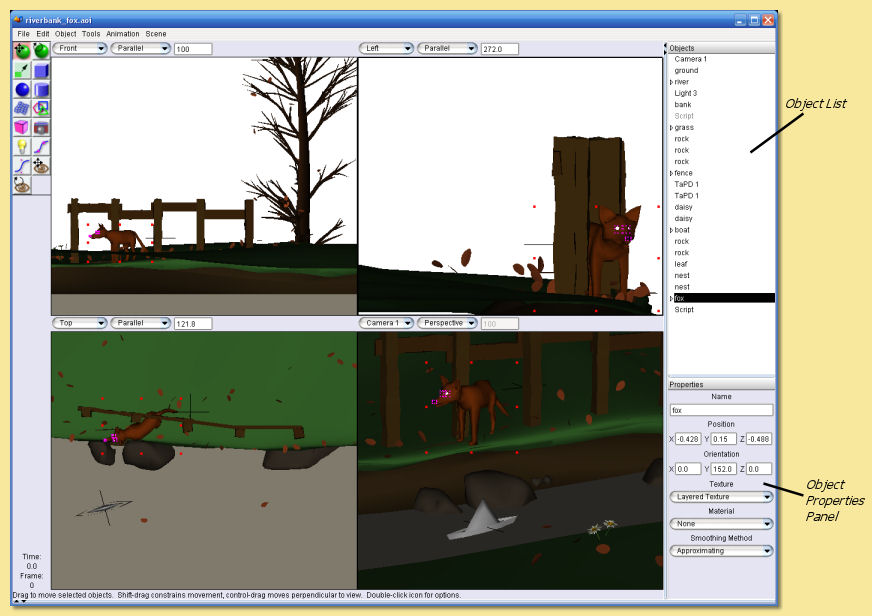 riverbank_fox.aoi
File Edit Object Tools Animation Scene
Front Parallel 100
Left Parallel 272.0
Objects
Camera 1
ground
river
Light 3
bank
Script
grass
rock
rock
rock
fence
TaPD 1
TaPD 1
daisy
daisy
boat
rock
rock
leaf
nest
nest
fox
Script
Object List
Top Parallel 121.8
Camera 1 Perspective 100
Properties
Name
fox
Position
X -0.428 Y 0.15 Z -0.488
Orientation
X 0.0 Y 152.0 Z 0.0
Texture
Layered Texture
Material
None
Smoothing Method
Approximating
Object
Properties
Panel
Time:
0.0
Frame:
0
Drag to move selected objects. Shift-drag constrains movement, control-drag moves perpendicular to view. Double-click icon for options.